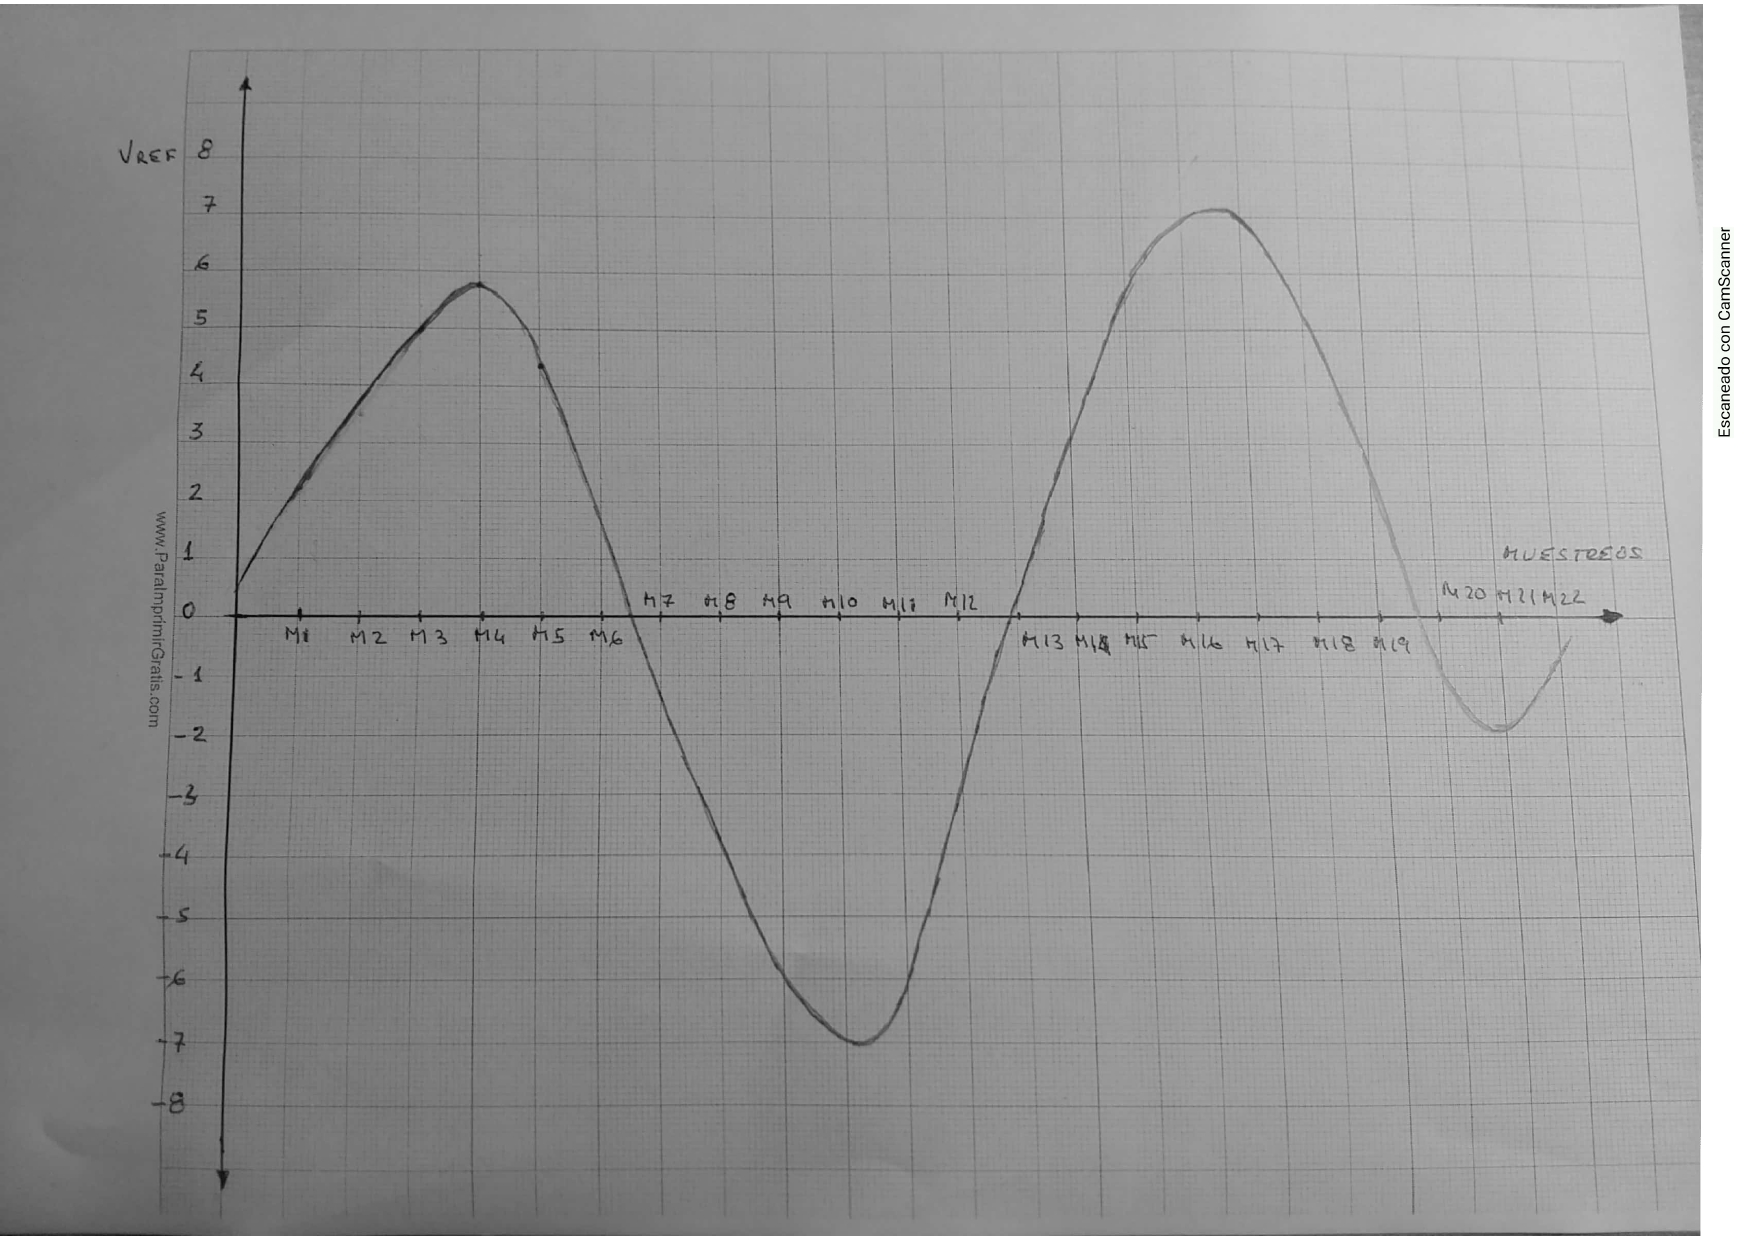 VREF 8
7
6
5
4
3
2
1
0
-1
-2
-3
-4
-5
-6
-7
-8
MUESTREOS
M20 M21 M22
M7 M8 M9 M10 M11 M12
M1 M2 M3 M4 M5 M6
M13 M14 M15 M16 M17 M18 M19
www.ParaImprimirGratis.com
Escaneado con CamScanner